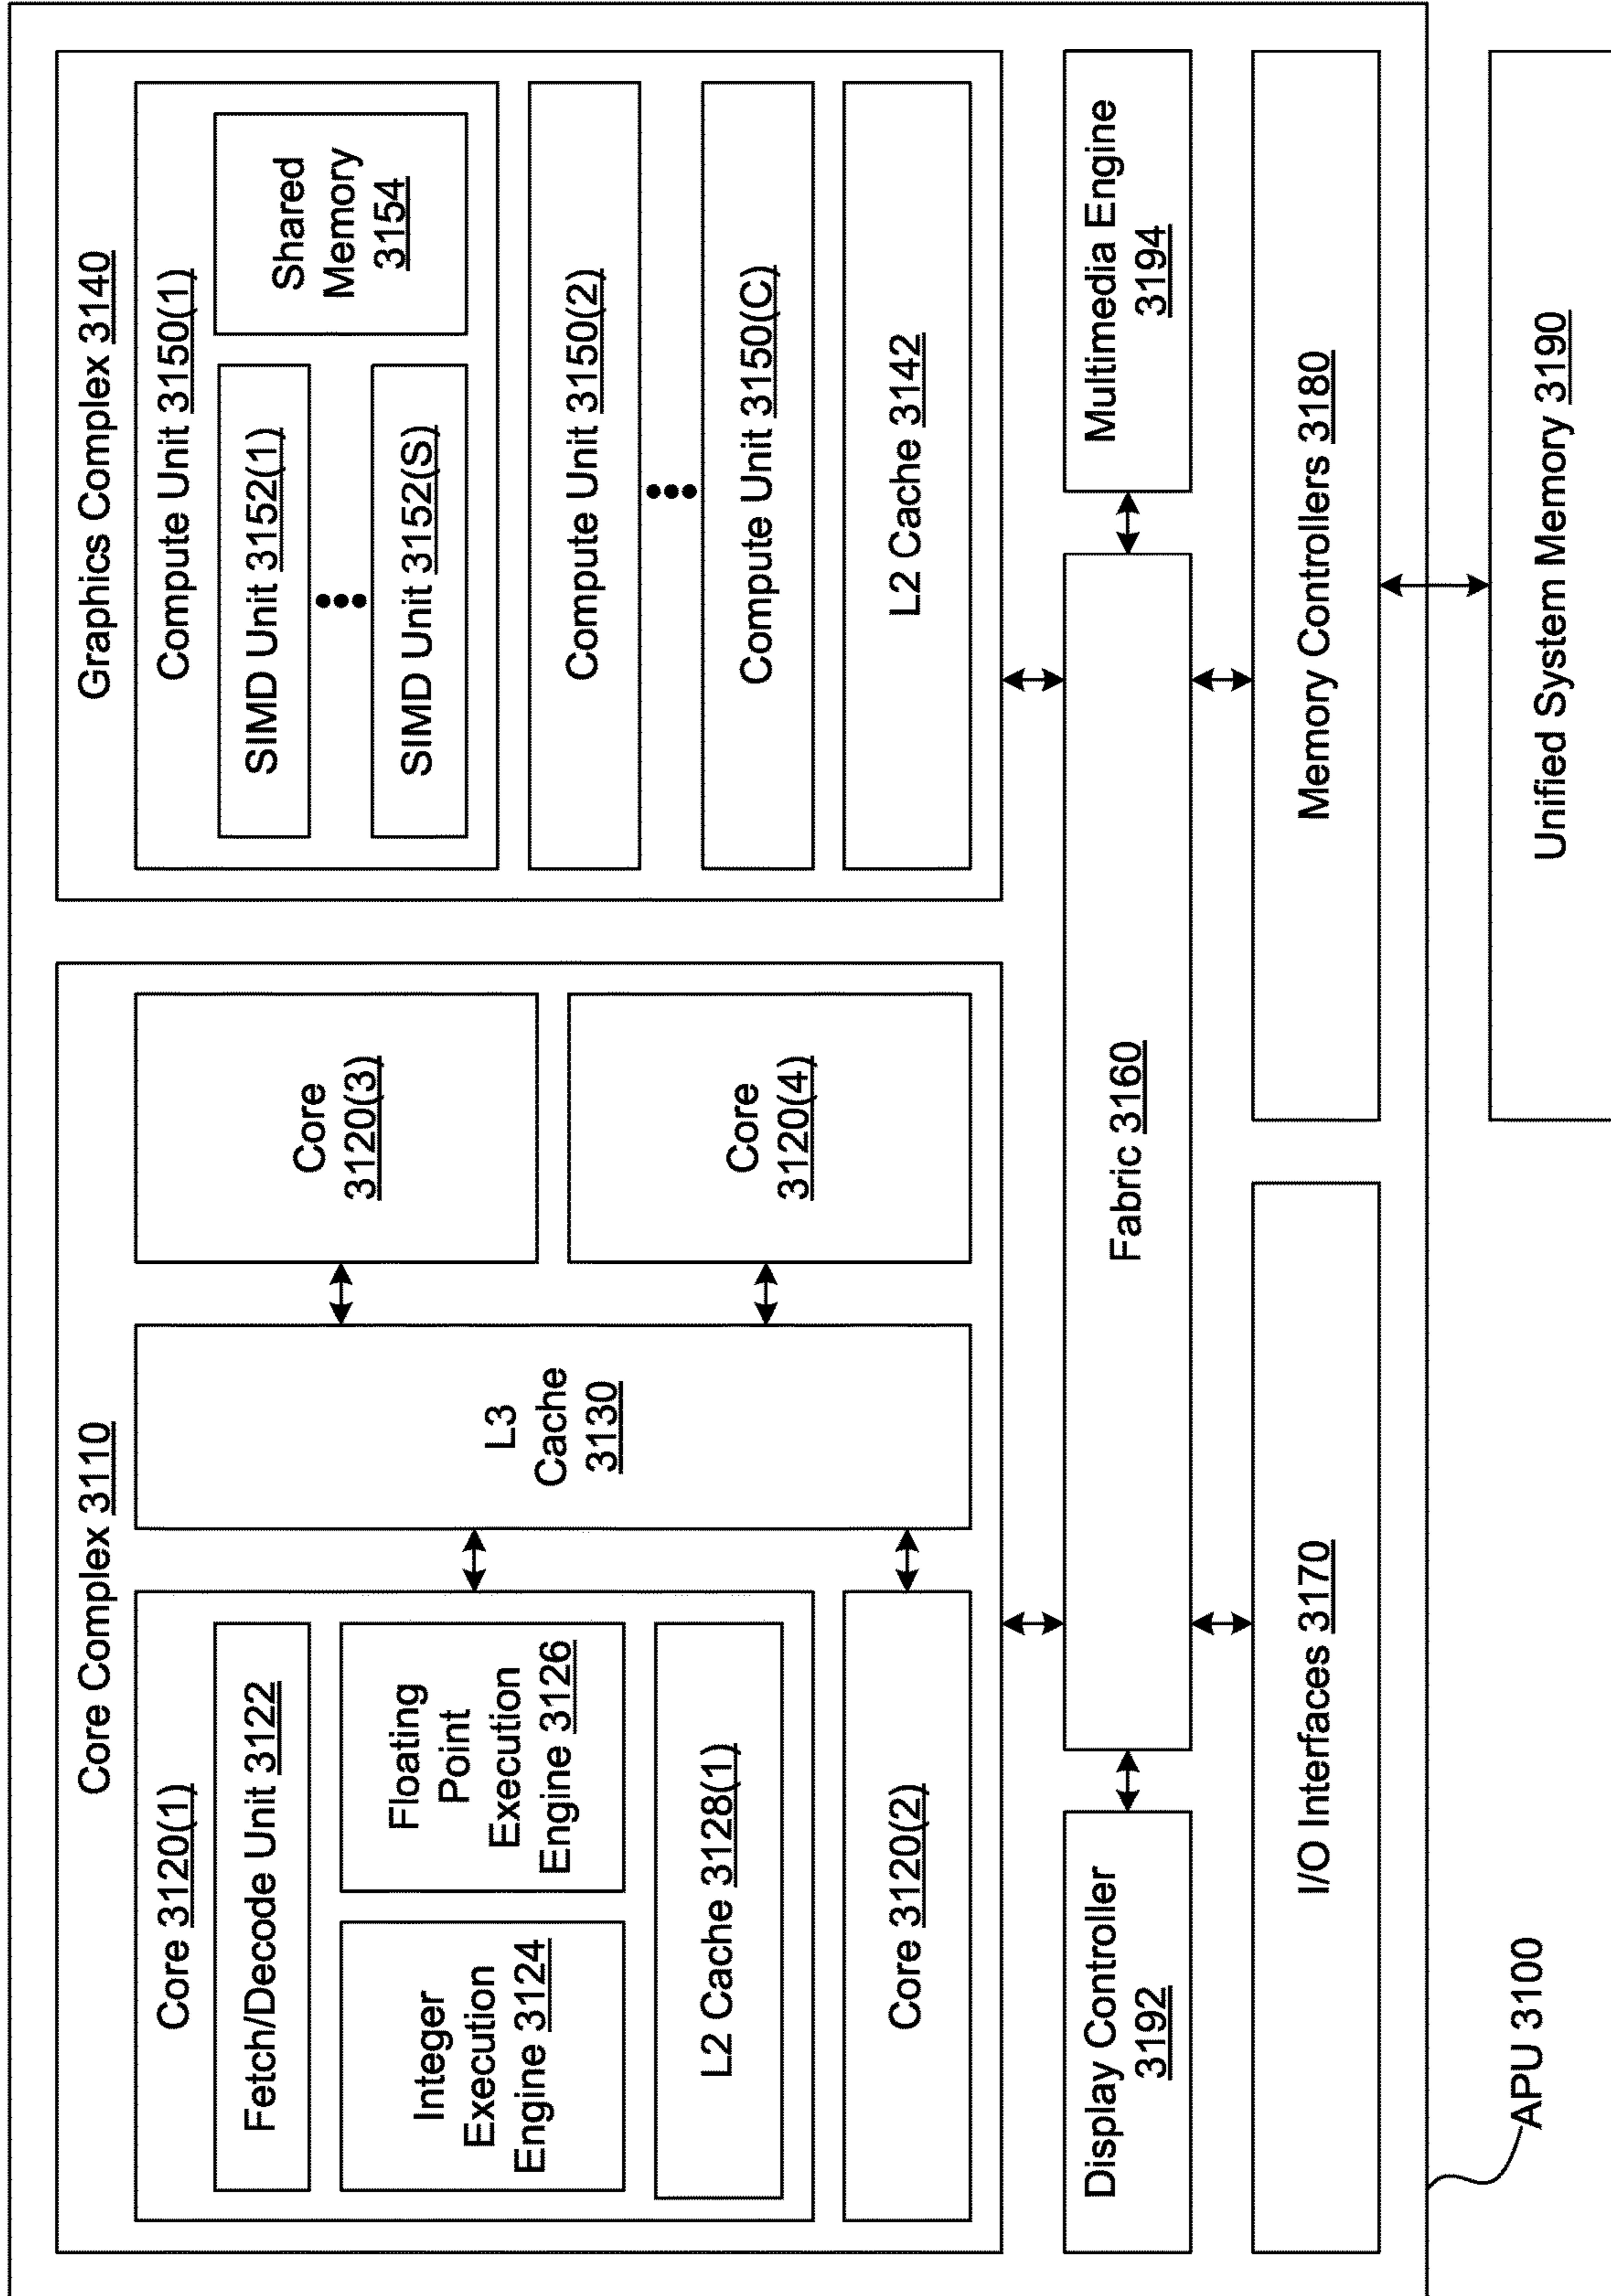 Core Complex 3110
Core 3120(1)
Fetch/Decode Unit 3122
Integer
Execution
Engine 3124
Floating
Point
Execution
Engine 3126
L2 Cache 3128(1)
Core 3120(2)
L3
Cache
3130
Core
3120(3)
Core
3120(4)
Graphics Complex 3140
Compute Unit 3150(1)
SIMD Unit 3152(1)
SIMD Unit 3152(S)
Shared
Memory
3154
Compute Unit 3150(2)
Compute Unit 3150(C)
L2 Cache 3142
Display Controller
3192
Fabric 3160
Multimedia Engine
3194
I/O Interfaces 3170
Memory Controllers 3180
APU 3100
Unified System Memory 3190